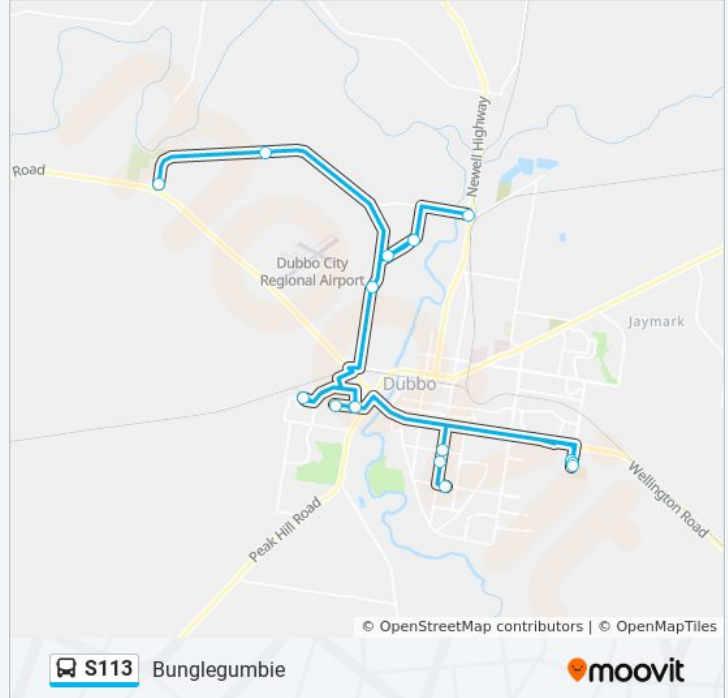 Newell Highway
Road
Dubbo City
Regional Airport
Jaymark
Dubbo
Wellington Road
Peak Hill Road
© OpenStreetMap contributors | © OpenMapTiles
S113 Bunglegumbie
moovit